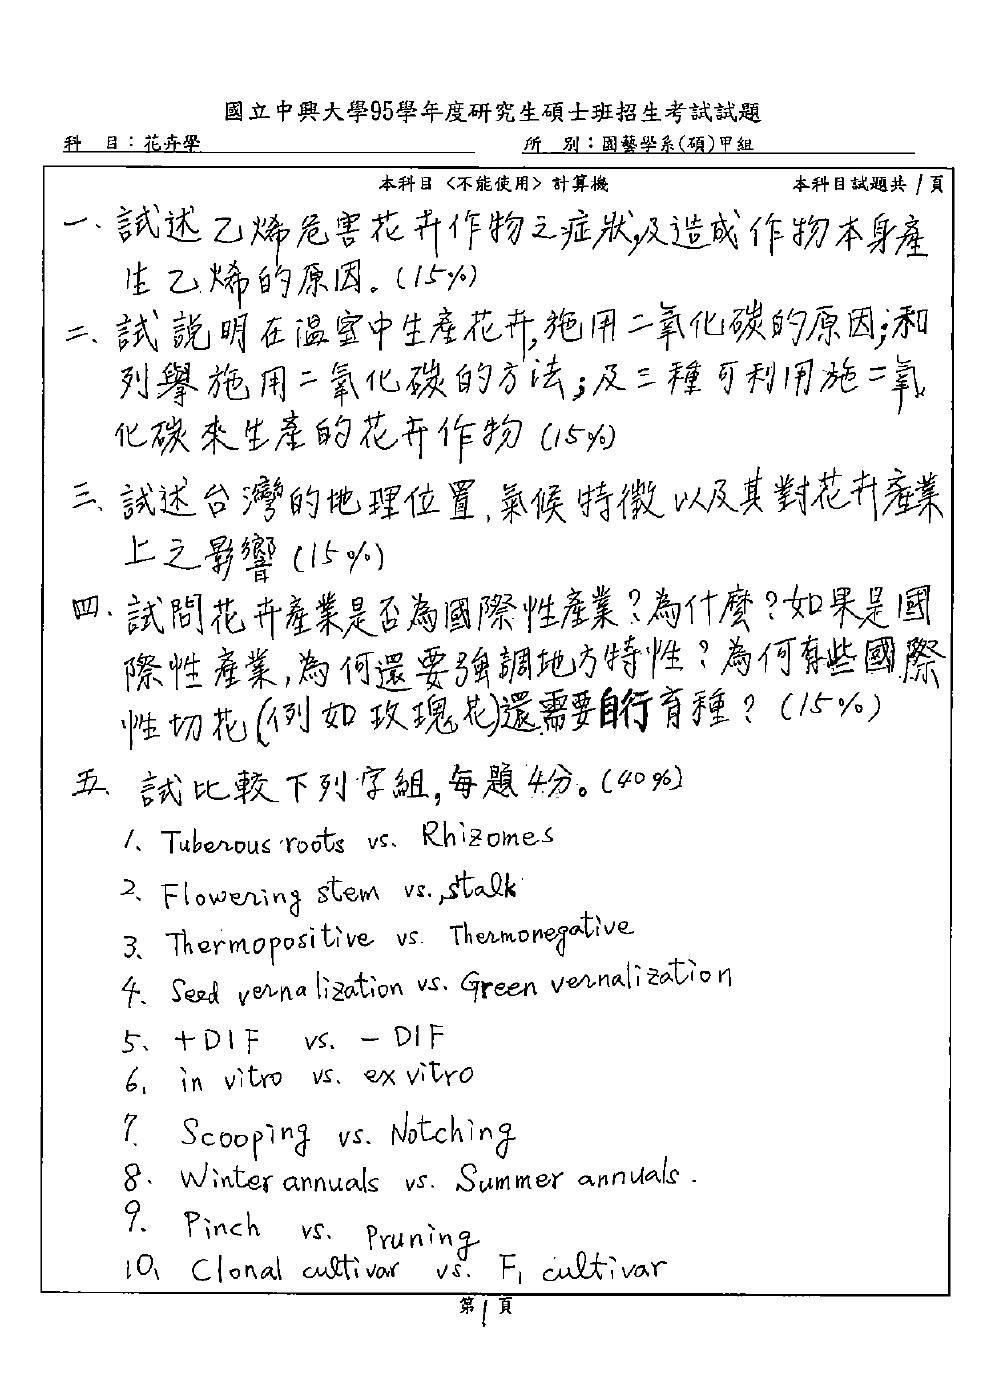 國立中興大學95學年度研究生碩士班招生考試試題
科 目：花卉學 所 別：園藝學系(碩)甲組
本科目〈不能使用〉計算機 本科目試題共1頁
一、試述乙烯危害花卉作物之症狀,及造成作物本身產
生乙烯的原因。(15%)
二、試說明在溫室中生產花卉,施用二氧化碳的原因;和
列舉施用二氧化碳的方法;及三種可利用施二氧
化碳來生產的花卉作物(15%)
三、試述台灣的地理位置、氣候特徵以及其對花卉產業
上之影響(15%)
四、試問花卉產業是否為國際性產業?為什麼?如果是國
際性產業,為何還要強調地方特性?為何有些國際
性切花(例如玫瑰花)還需要自行育種?(15%)
五、試比較下列字組,每題4分。(40%)
1、Tuberous roots vs. Rhizomes
2、Flowering stem vs. stalk
3、Thermopositive vs. Thermonegative
4、Seed vernalization vs. Green vernalization
5、+DIF vs. -DIF
6、in vitro vs. ex vitro
7、Scooping vs. Notching
8、Winter annuals vs. Summer annuals.
9、Pinch vs. Pruning
10、Clonal cultivar vs. F₁ cultivar
第1頁